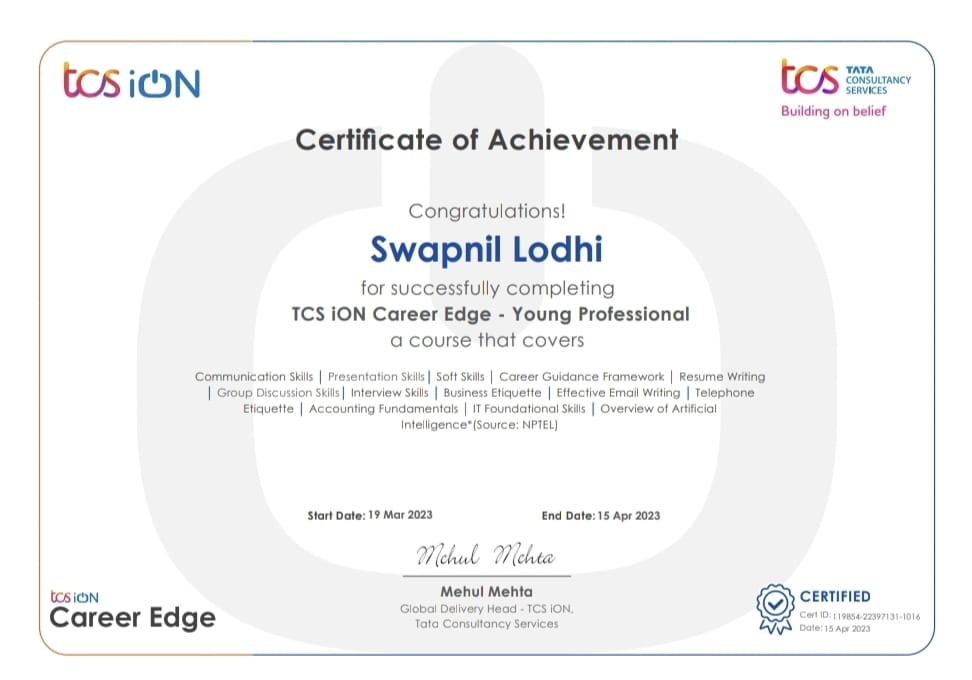 tcs iON
tcs TATA
CONSULTANCY
SERVICES
Building on belief
Certificate of Achievement
Congratulations!
Swapnil Lodhi
for successfully completing
TCS iON Career Edge - Young Professional
a course that covers
Communication Skills | Presentation Skills | Soft Skills | Career Guidance Framework | Resume Writing
| Group Discussion Skills | Interview Skills | Business Etiquette | Effective Email Writing | Telephone
Etiquette | Accounting Fundamentals | IT Foundational Skills | Overview of Artificial
Intelligence*(Source: NPTEL)
Start Date: 19 Mar 2023
End Date: 15 Apr 2023
Mehul Mehta
Mehul Mehta
Global Delivery Head - TCS iON,
Tata Consultancy Services
tcs iON
Career Edge
CERTIFIED
Cert ID: 119854-22397131-1016
Date: 15 Apr 2023